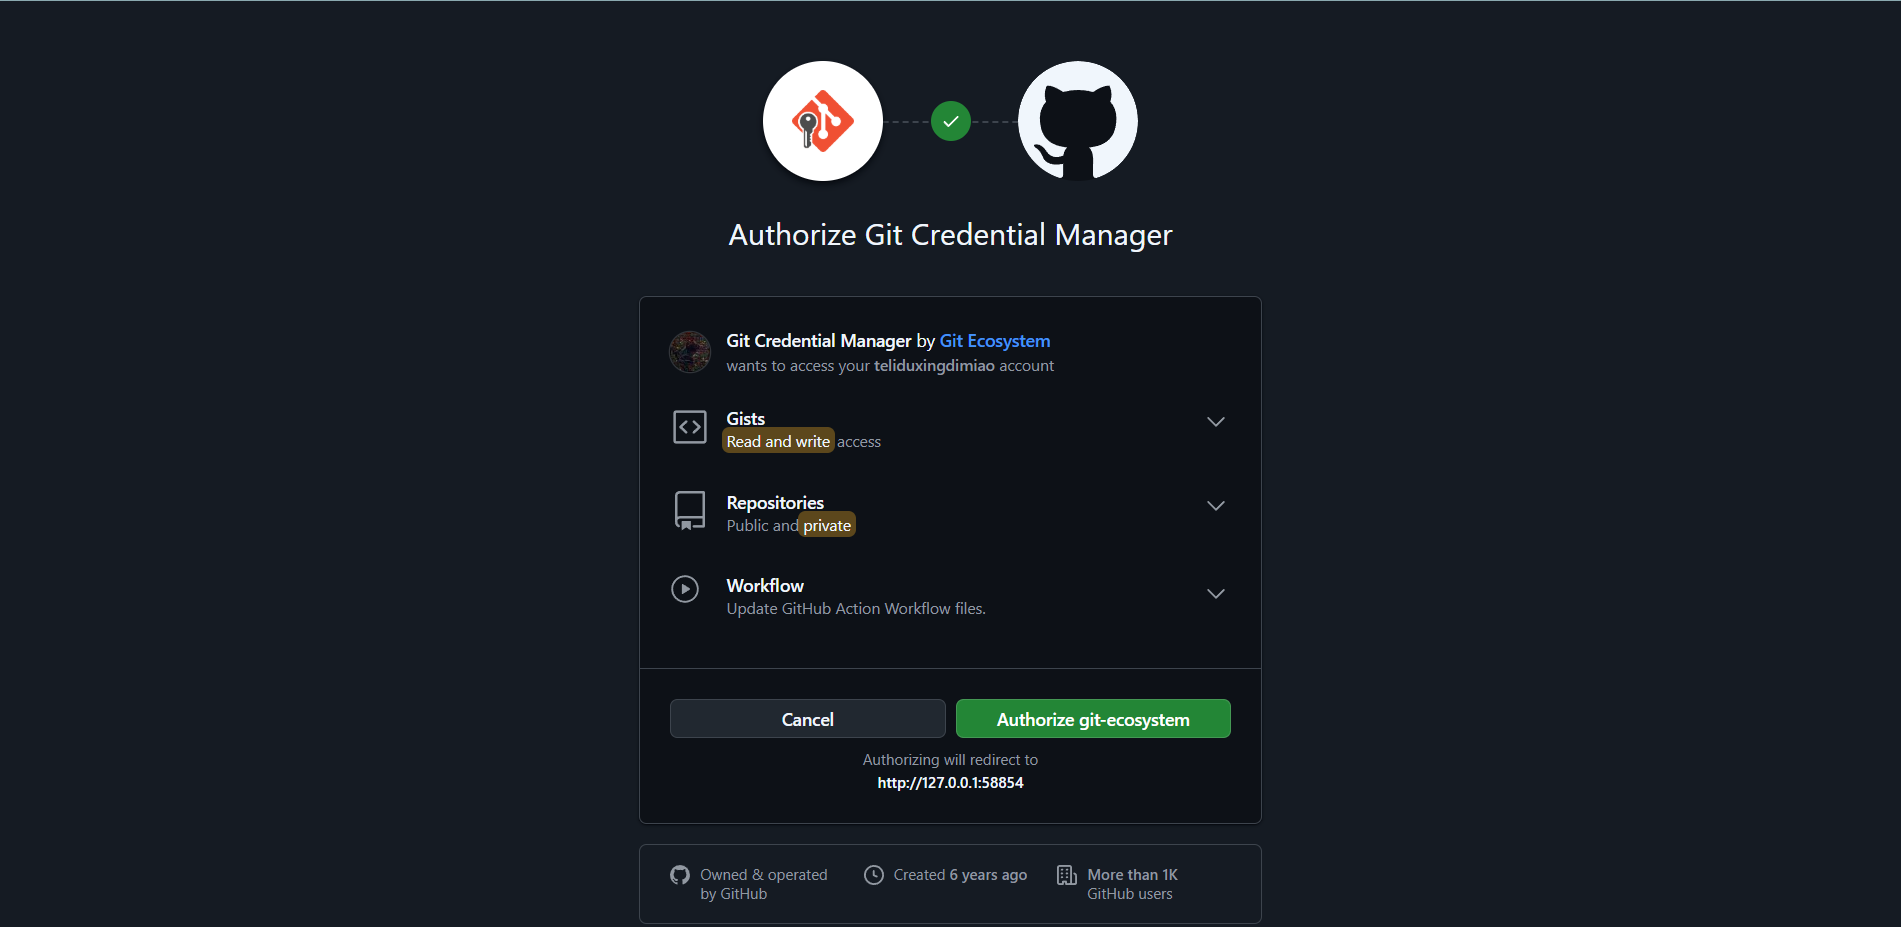 Authorize Git Credential Manager
Git Credential Manager by Git Ecosystem
wants to access your teliduxingdimiao account
Gists
Read and write access
Repositories
Public and private
Workflow
Update GitHub Action Workflow files.
Cancel
Authorize git-ecosystem
Authorizing will redirect to
http://127.0.0.1:58854
Owned & operated
by GitHub
Created 6 years ago
More than 1K
GitHub users